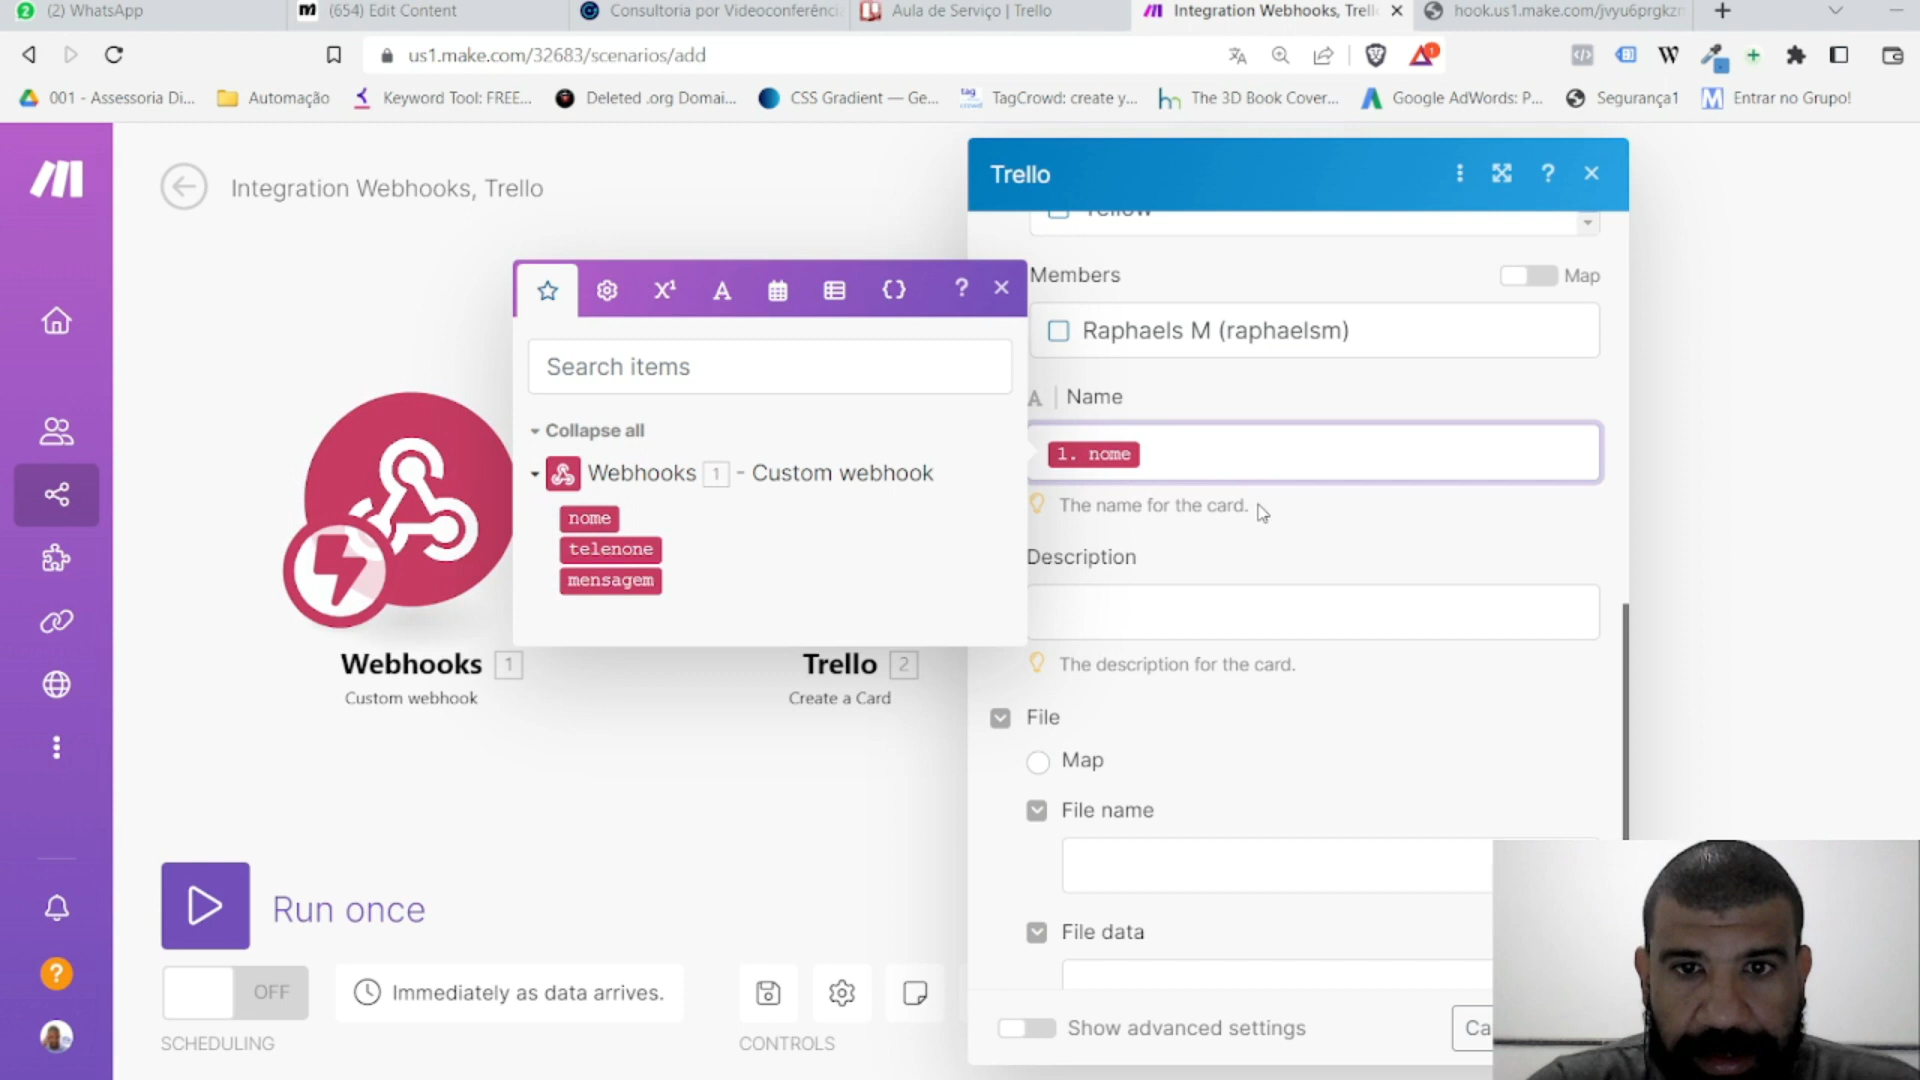 (2) WhatsApp
(654) Edit Content
Consultoria por Videoconferênci
Aula de Serviço | Trello
Integration Webhooks, Trell
hook.us1.make.com/jvyu6prgkzr
us1.make.com/32683/scenarios/add
001 - Assessoria Di...
Automação
Keyword Tool: FREE...
Deleted .org Domai...
CSS Gradient — Ge...
TagCrowd: create y...
The 3D Book Cover...
Google AdWords: P...
Segurança1
Entrar no Grupo!
Integration Webhooks, Trello
Trello
Members
Map
Raphaels M (raphaelsm)
Name
1. nome
The name for the card.
Description
The description for the card.
File
Map
File name
File data
Show advanced settings
Ca
Search items
Collapse all
Webhooks 1 - Custom webhook
nome
telenone
mensagem
Webhooks 1
Custom webhook
Trello 2
Create a Card
Run once
OFF
Immediately as data arrives.
SCHEDULING
CONTROLS